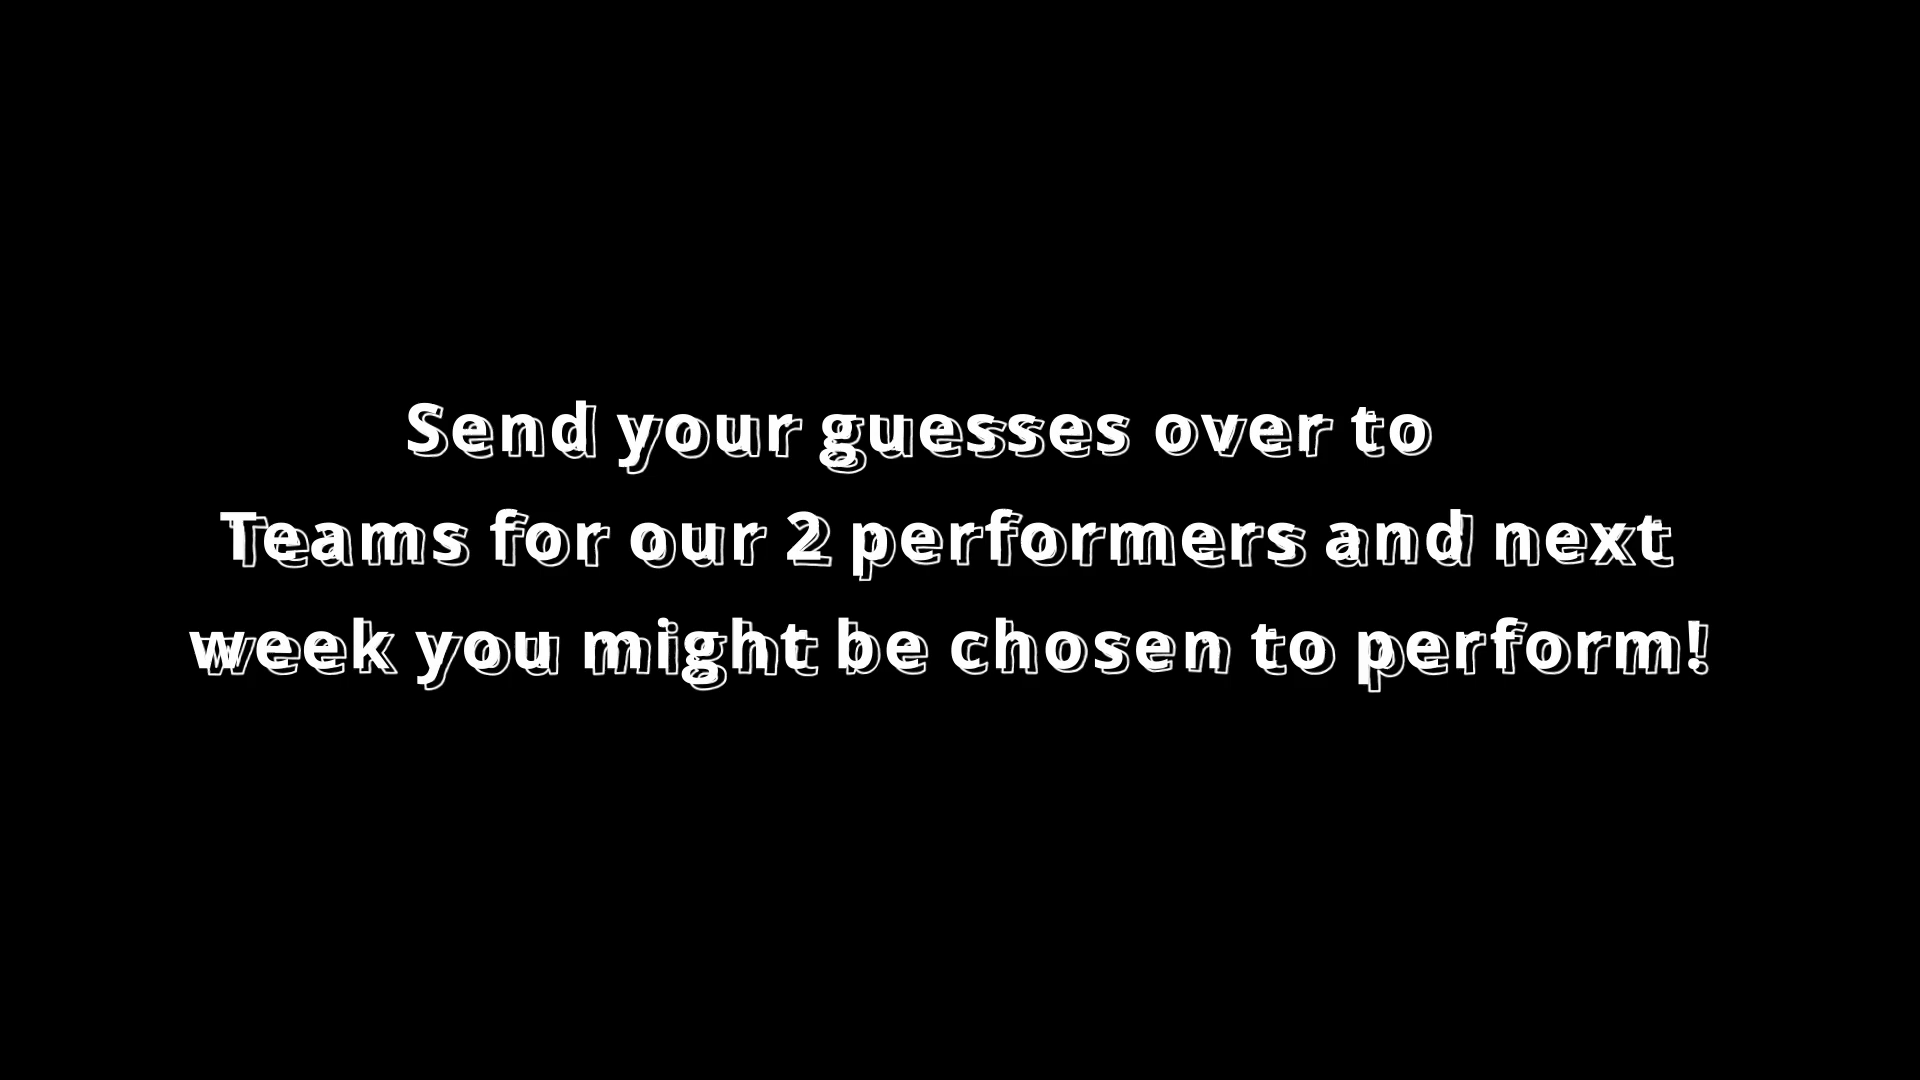 Send your guesses over to
Teams for our 2 performers and next
week you might be chosen to perform!